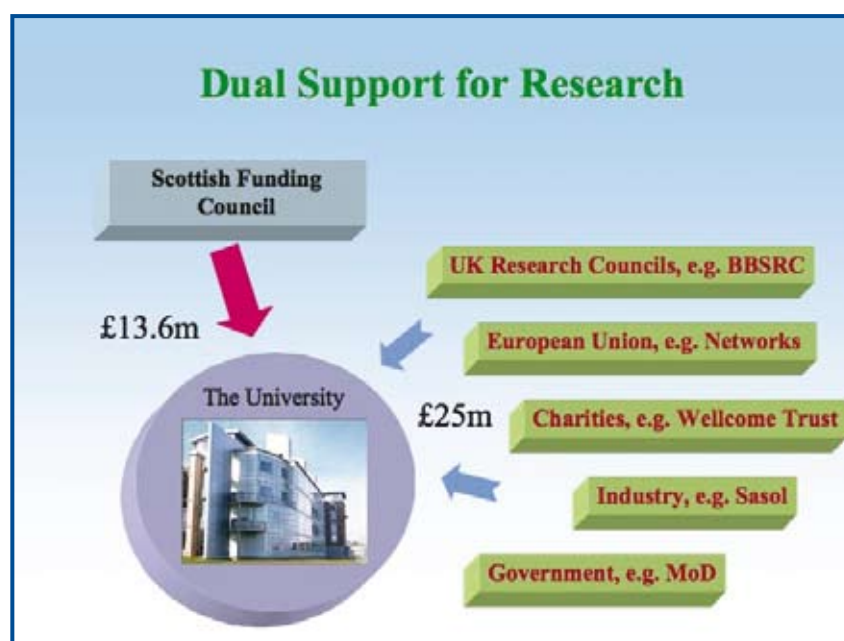 Dual Support for Research
Scottish Funding
Council
£13.6m
The University
£25m
UK Research Councils, e.g. BBSRC
European Union, e.g. Networks
Charities, e.g. Wellcome Trust
Industry, e.g. Sasol
Government, e.g. MoD